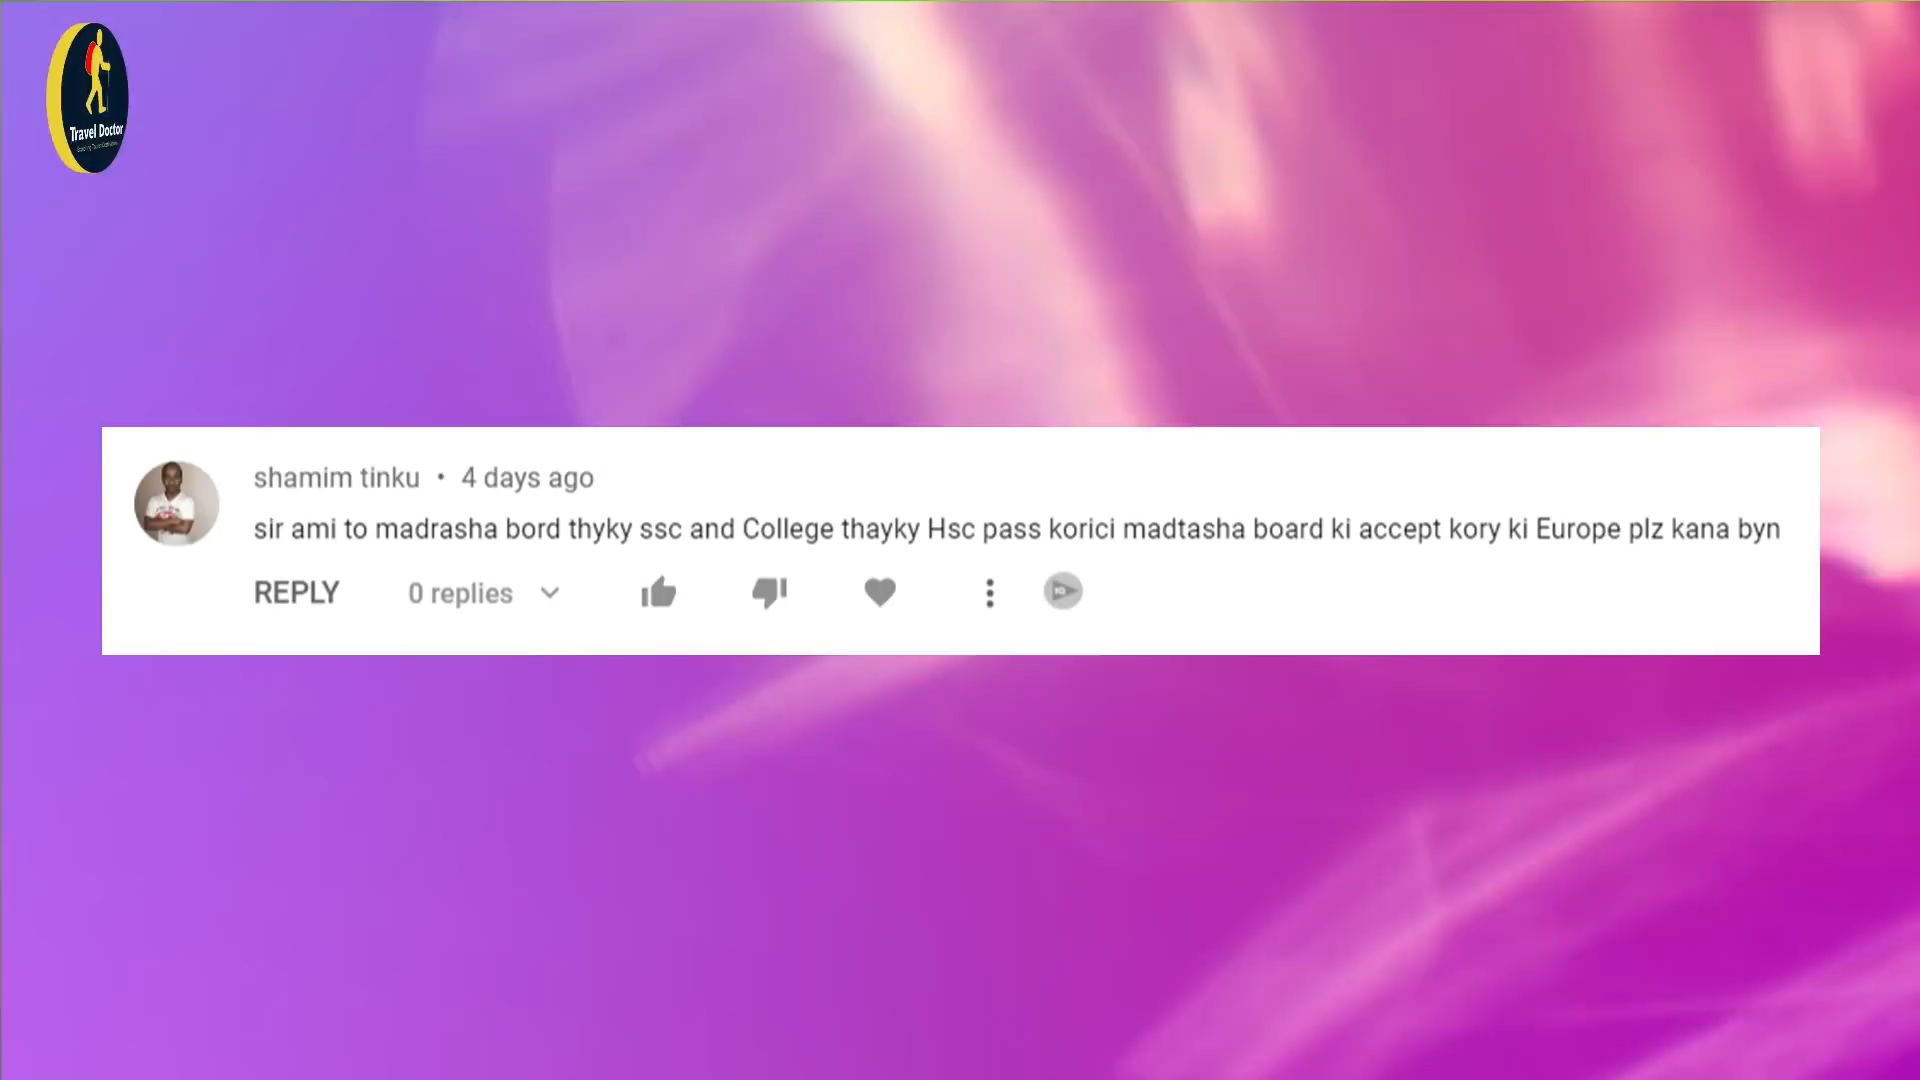 Travel Doctor
shamim tinku • 4 days ago
sir ami to madrasha bord thyky ssc and College thayky Hsc pass korici madtasha board ki accept kory ki Europe plz kana byn
REPLY 0 replies